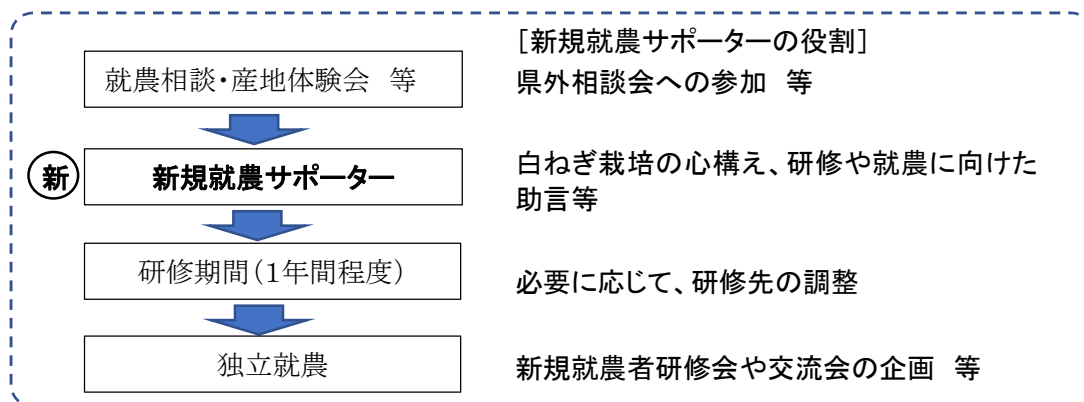 [新規就農サポーターの役割]
就農相談・産地体験会　等
県外相談会への参加　等
新
新規就農サポーター
白ねぎ栽培の心構え、研修や就農に向けた
助言等
研修期間（1年間程度）
必要に応じて、研修先の調整
独立就農
新規就農者研修会や交流会の企画　等